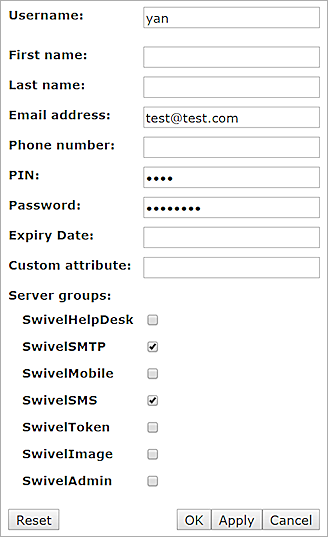 Username: yan
First name:
Last name:
Email address: test@test.com
Phone number:
PIN: ••••
Password: ••••••••
Expiry Date:
Custom attribute:
Server groups:
SwivelHelpDesk
SwivelSMTP
SwivelMobile
SwivelSMS
SwivelToken
SwivelImage
SwivelAdmin
Reset OK Apply Cancel